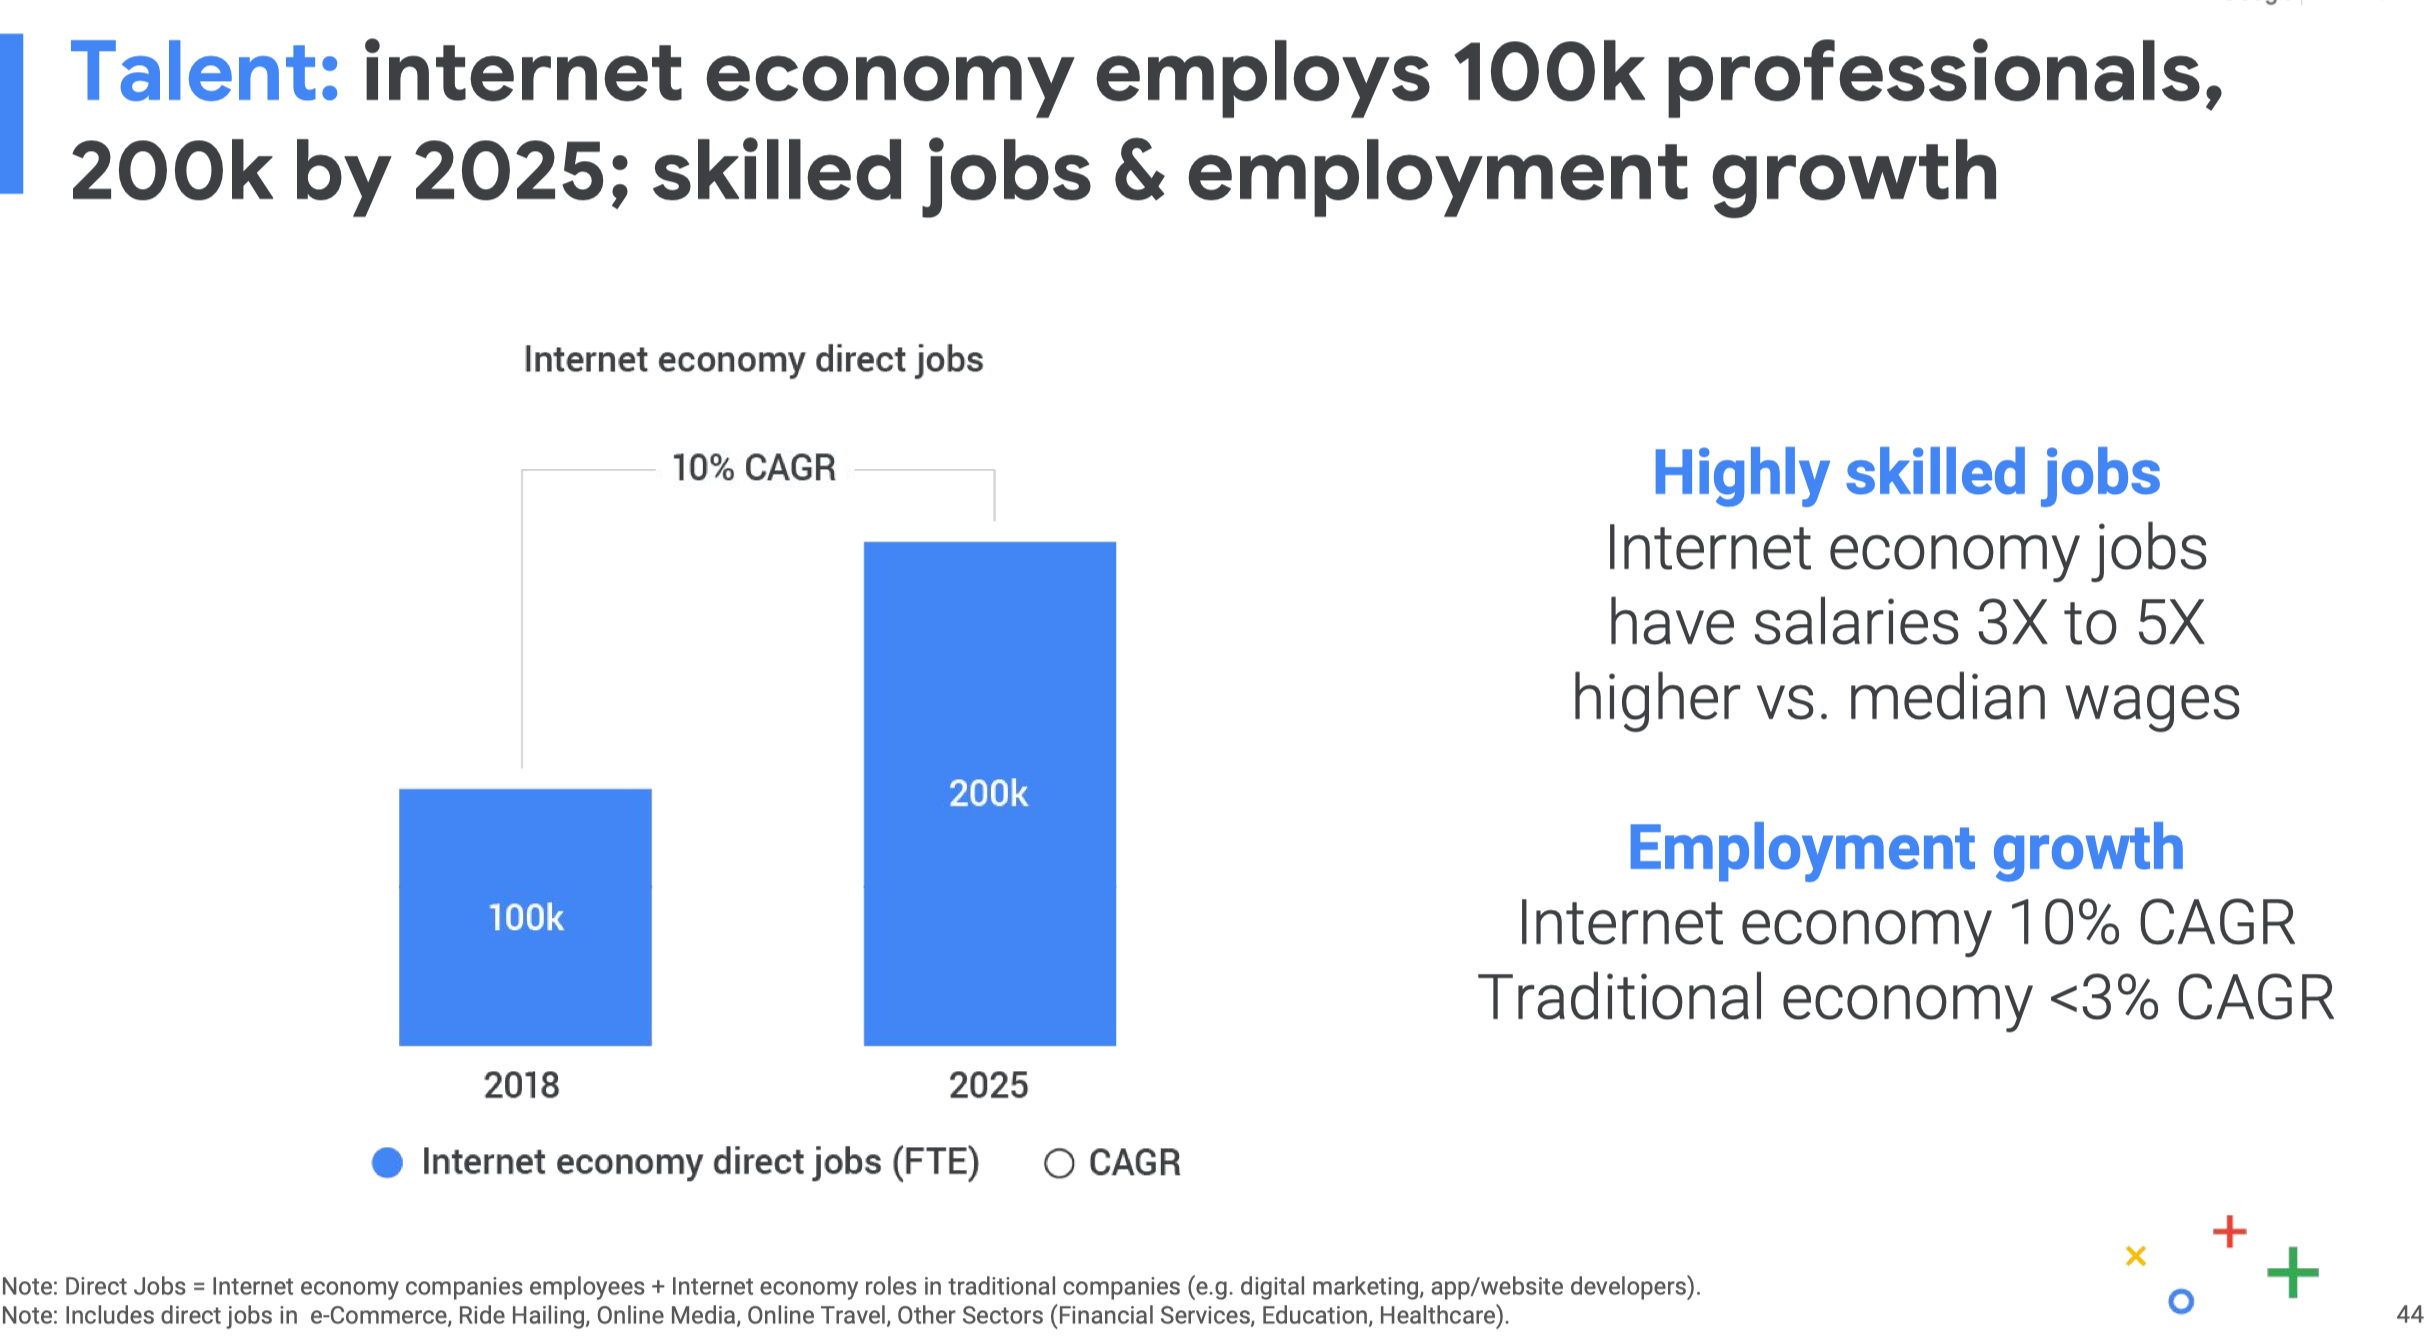 Talent: internet economy employs 100k professionals,
200k by 2025; skilled jobs & employment growth
Internet economy direct jobs
10% CAGR
100k
200k
2018
2025
Internet economy direct jobs (FTE)
CAGR
Highly skilled jobs
Internet economy jobs
have salaries 3X to 5X
higher vs. median wages
Employment growth
Internet economy 10% CAGR
Traditional economy <3% CAGR
Note: Direct Jobs = Internet economy companies employees + Internet economy roles in traditional companies (e.g. digital marketing, app/website developers).
Note: Includes direct jobs in e-Commerce, Ride Hailing, Online Media, Online Travel, Other Sectors (Financial Services, Education, Healthcare).
44